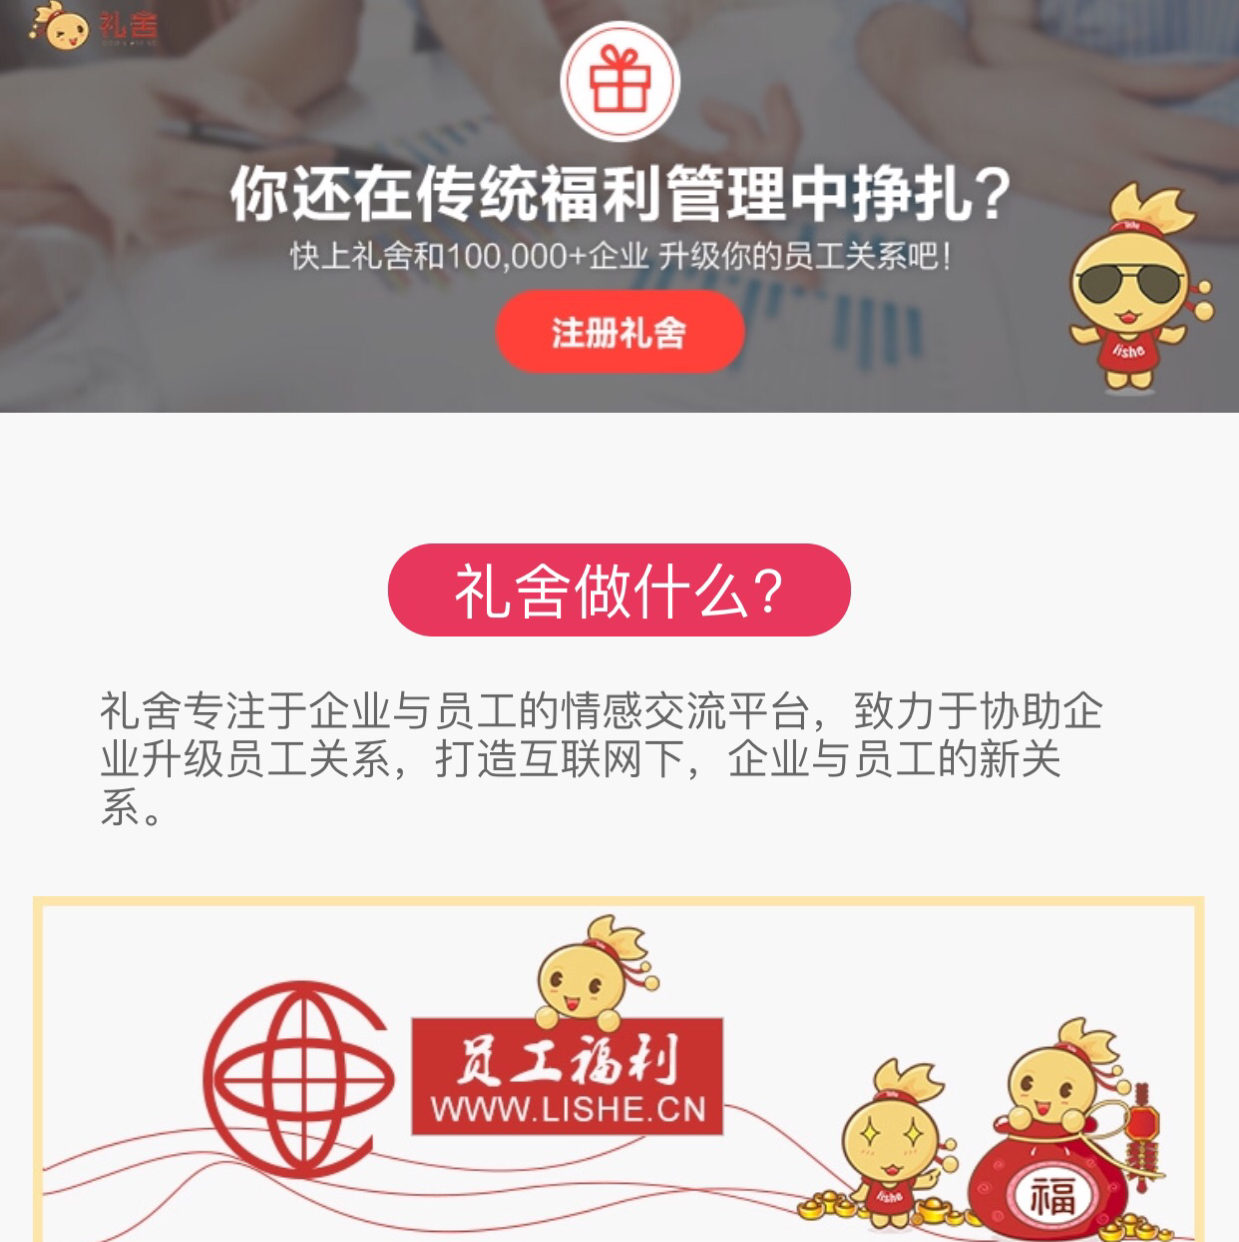 礼舍
你还在传统福利管理中挣扎?
快上礼舍和100,000+企业 升级你的员工关系吧!
注册礼舍
lishe
礼舍做什么?
礼舍专注于企业与员工的情感交流平台，致力于协助企
业升级员工关系，打造互联网下，企业与员工的新关
系。
员工福利
WWW.LISHE.CN
lishe
福